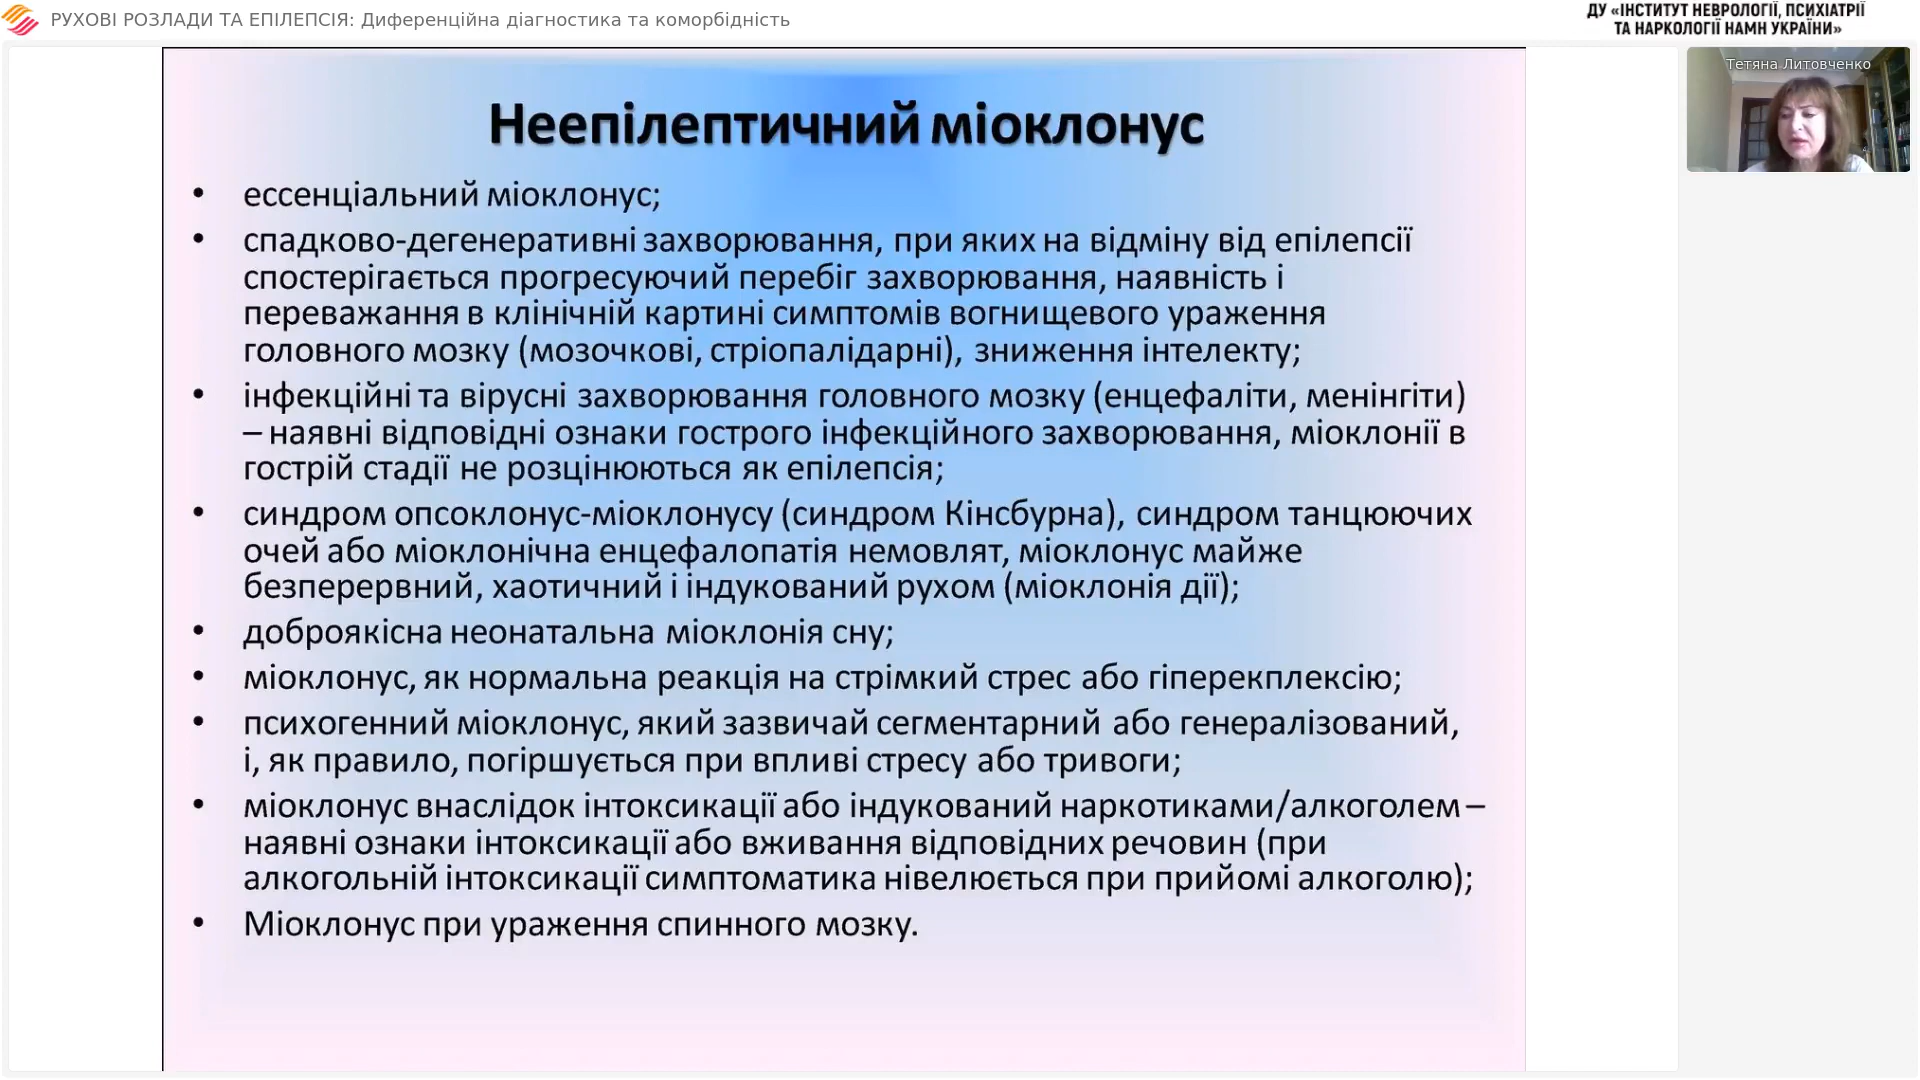 РУХОВІ РОЗЛАДИ ТА ЕПІЛЕПСІЯ: Диференційна діагностика та коморбідність
ДУ «ІНСТИТУТ НЕВРОЛОГІЇ, ПСИХІАТРІЇ
ТА НАРКОЛОГІЇ НАМН УКРАЇНИ»
Тетяна Литовченко
Неепілептичний міоклонус
• ессенціальний міоклонус;
• спадково-дегенеративні захворювання, при яких на відміну від епілепсії
спостерігається прогресуючий перебіг захворювання, наявність і
переважання в клінічній картині симптомів вогнищевого ураження
головного мозку (мозочкові, стріопалідарні), зниження інтелекту;
• інфекційні та вірусні захворювання головного мозку (енцефаліти, менінгіти)
– наявні відповідні ознаки гострого інфекційного захворювання, міоклонії в
гострій стадії не розцінюються як епілепсія;
• синдром опсоклонус-міоклонусу (синдром Кінсбурна), синдром танцюючих
очей або міоклонічна енцефалопатія немовлят, міоклонус майже
безперервний, хаотичний і індукований рухом (міоклонія дії);
• доброякісна неонатальна міоклонія сну;
• міоклонус, як нормальна реакція на стрімкий стрес або гіперекплексію;
• психогенний міоклонус, який зазвичай сегментарний або генералізований,
і, як правило, погіршується при впливі стресу або тривоги;
• міоклонус внаслідок інтоксикації або індукований наркотиками/алкоголем –
наявні ознаки інтоксикації або вживання відповідних речовин (при
алкогольній інтоксикації симптоматика нівелюється при прийомі алкоголю);
• Міоклонус при ураження спинного мозку.